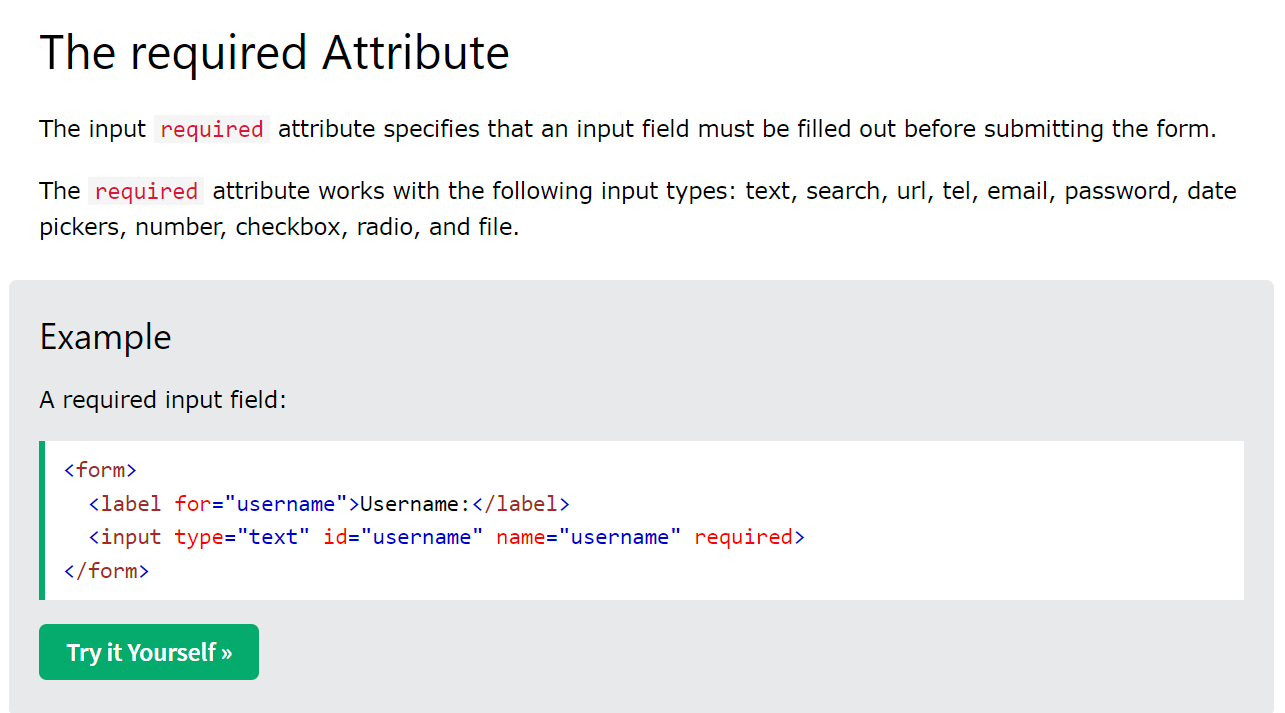 The required Attribute
The input required attribute specifies that an input field must be filled out before submitting the form.
The required attribute works with the following input types: text, search, url, tel, email, password, date
pickers, number, checkbox, radio, and file.
Example
A required input field:
<form>
  <label for="username">Username:</label>
  <input type="text" id="username" name="username" required>
</form>
Try it Yourself »